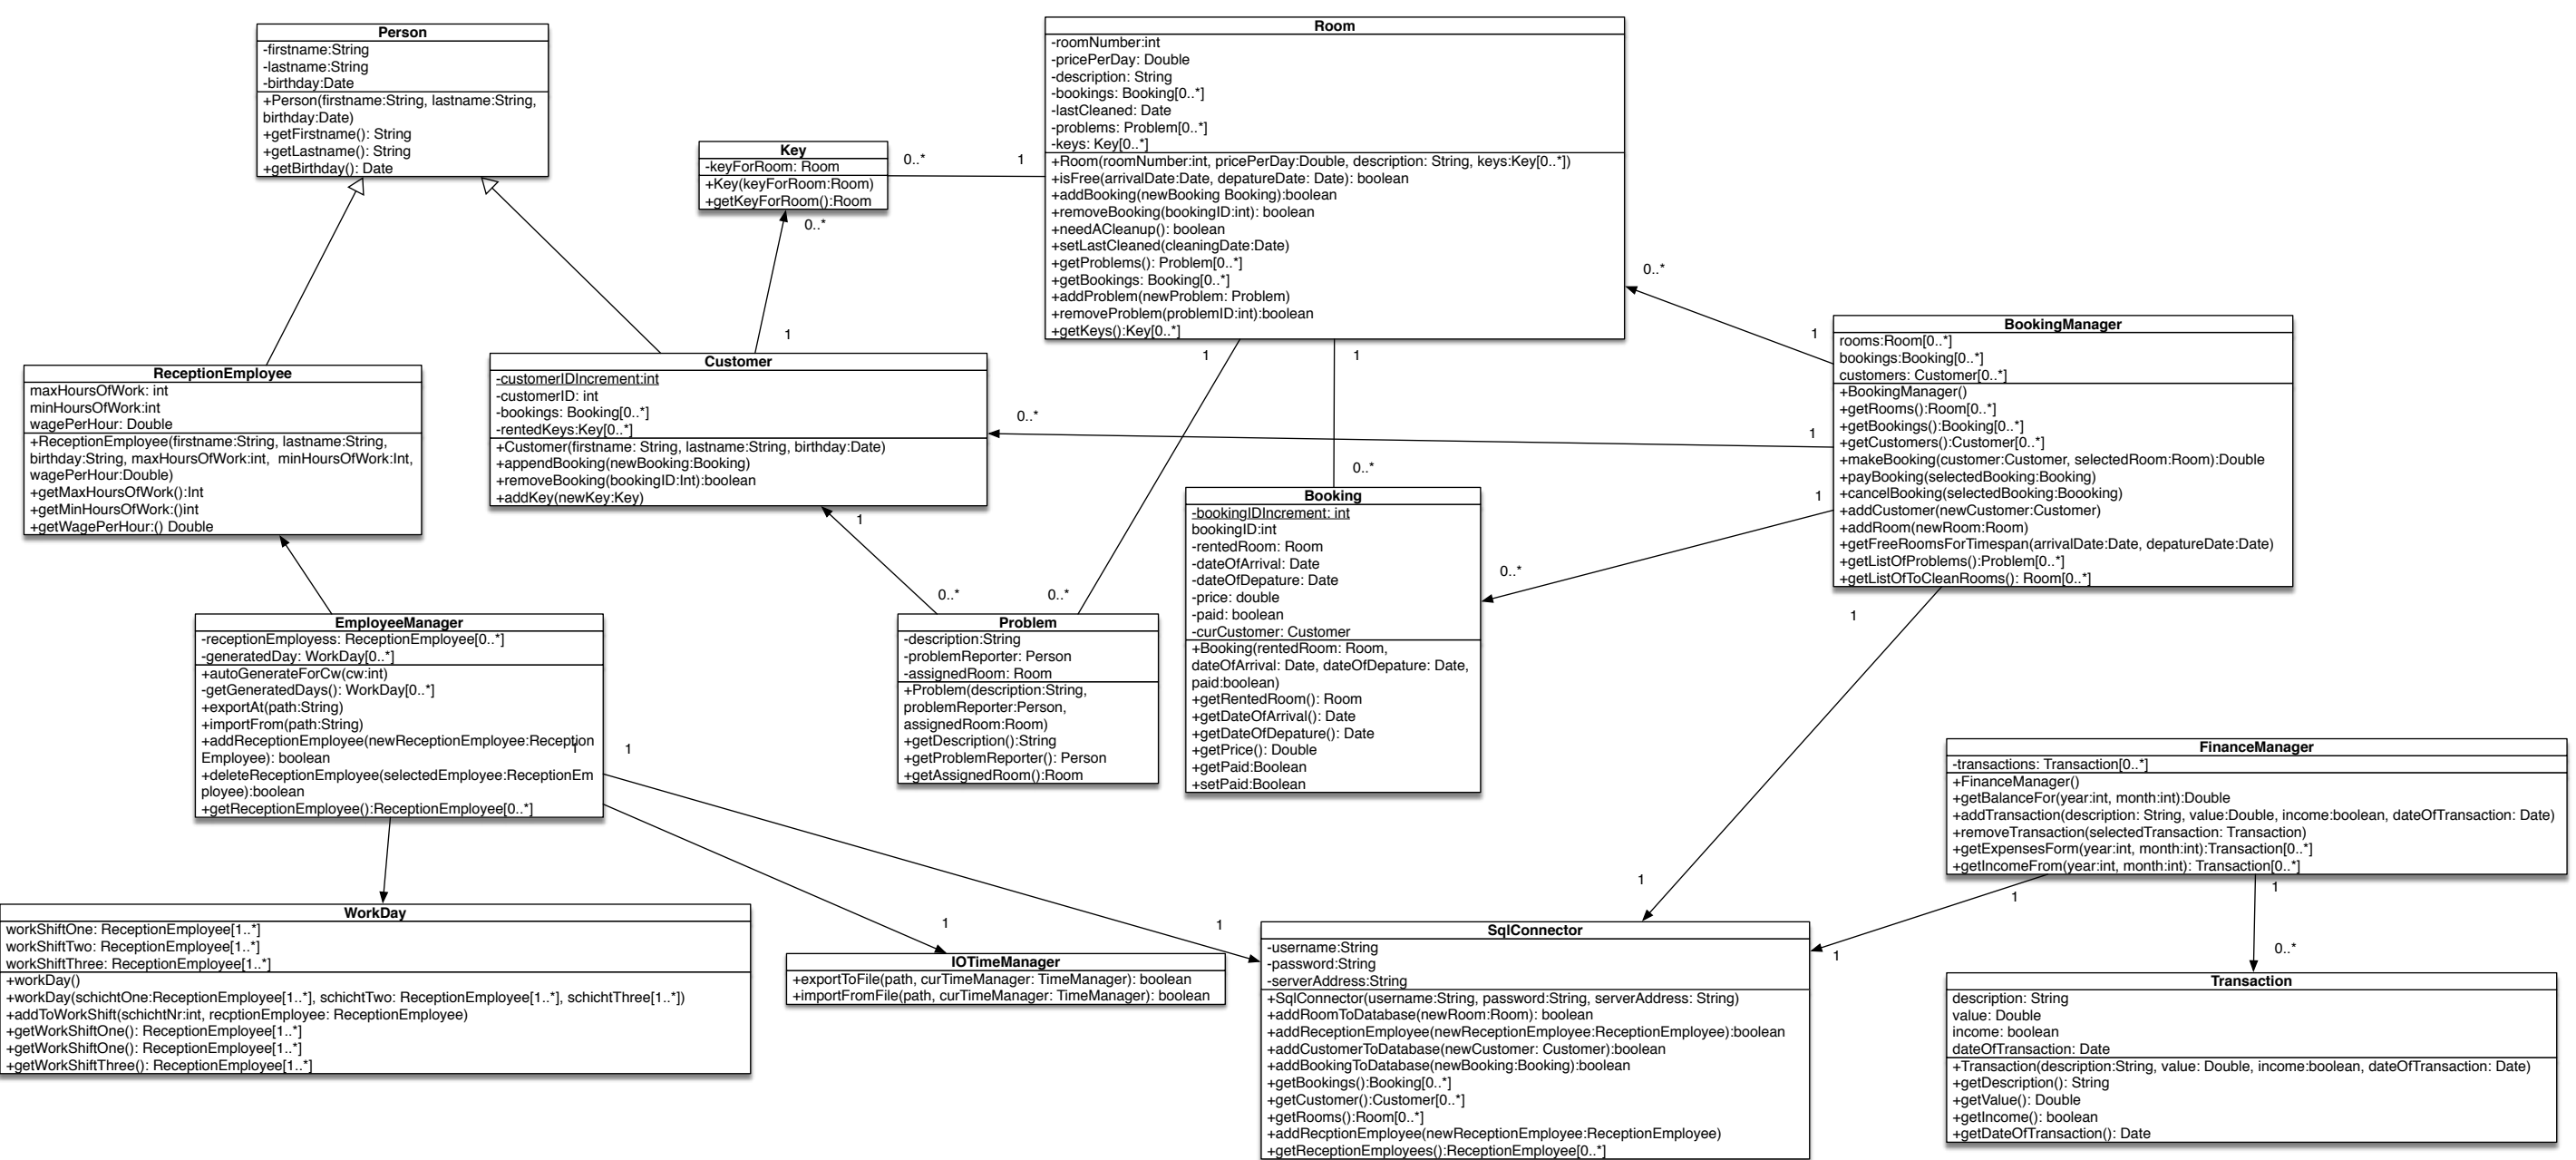 Person
-firstname:String
-lastname:String
-birthday:Date
+Person(firstname:String, lastname:String,
birthday:Date)
+getFirstname(): String
+getLastname(): String
+getBirthday(): Date
Key
-keyForRoom: Room
+Key(keyForRoom:Room)
+getKeyForRoom():Room
0..*
1
0..*
1
Room
-roomNumber:int
-pricePerDay: Double
-description: String
-bookings: Booking[0..*]
-lastCleaned: Date
-problems: Problem[0..*]
-keys: Key[0..*]
+Room(roomNumber:int, pricePerDay:Double, description: String, keys:Key[0..*])
+isFree(arrivalDate:Date, depatureDate: Date): boolean
+addBooking(newBooking Booking):boolean
+removeBooking(bookingID:int): boolean
+needACleanup(): boolean
+setLastCleaned(cleaningDate:Date)
+getProblems(): Problem[0..*]
+getBookings: Booking[0..*]
+addProblem(newProblem: Problem)
+removeProblem(problemID:int):boolean
+getKeys():Key[0..*]
0..*
1
1
1
BookingManager
rooms:Room[0..*]
bookings:Booking[0..*]
customers: Customer[0..*]
+BookingManager()
+getRooms():Room[0..*]
+getBookings():Booking[0..*]
+getCustomers():Customer[0..*]
+makeBooking(customer:Customer, selectedRoom:Room):Double
+payBooking(selectedBooking:Booking)
+cancelBooking(selectedBooking:Boooking)
+addCustomer(newCustomer:Customer)
+addRoom(newRoom:Room)
+getFreeRoomsForTimespan(arrivalDate:Date, depatureDate:Date)
+getListOfProblems():Problem[0..*]
+getListOfToCleanRooms(): Room[0..*]
ReceptionEmployee
maxHoursOfWork: int
minHoursOfWork:int
wagePerHour: Double
+ReceptionEmployee(firstname:String, lastname:String,
birthday:String, maxHoursOfWork:int,  minHoursOfWork:Int,
wagePerHour:Double)
+getMaxHoursOfWork():Int
+getMinHoursOfWork:()int
+getWagePerHour:() Double
Customer
-customerIDIncrement:int
-customerID: int
-bookings: Booking[0..*]
-rentedKeys:Key[0..*]
+Customer(firstname: String, lastname:String, birthday:Date)
+appendBooking(newBooking:Booking)
+removeBooking(bookingID:Int):boolean
+addKey(newKey:Key)
0..*
1
0..*
1
1
0..*
0..*
0..*
1
Booking
-bookingIDIncrement: int
bookingID:int
-rentedRoom: Room
-dateOfArrival: Date
-dateOfDepature: Date
-price: double
-paid: boolean
-curCustomer: Customer
+Booking(rentedRoom: Room,
dateOfArrival: Date, dateOfDepature: Date,
paid:boolean)
+getRentedRoom(): Room
+getDateOfArrival(): Date
+getDateOfDepature(): Date
+getPrice(): Double
+getPaid:Boolean
+setPaid:Boolean
EmployeeManager
-receptionEmployess: ReceptionEmployee[0..*]
-generatedDay: WorkDay[0..*]
+autoGenerateForCw(cw:int)
-getGeneratedDays(): WorkDay[0..*]
+exportAt(path:String)
+importFrom(path:String)
+addReceptionEmployee(newReceptionEmployee:Reception
Employee): boolean
+deleteReceptionEmployee(selectedEmployee:ReceptionEm
ployee):boolean
+getReceptionEmployee():ReceptionEmployee[0..*]
1
1
Problem
-description:String
-problemReporter: Person
-assignedRoom: Room
+Problem(description:String,
problemReporter:Person,
assignedRoom:Room)
+getDescription():String
+getProblemReporter(): Person
+getAssignedRoom():Room
FinanceManager
-transactions: Transaction[0..*]
+FinanceManager()
+getBalanceFor(year:int, month:int):Double
+addTransaction(description: String, value:Double, income:boolean, dateOfTransaction: Date)
+removeTransaction(selectedTransaction: Transaction)
+getExpensesForm(year:int, month:int):Transaction[0..*]
+getIncomeFrom(year:int, month:int): Transaction[0..*]
1
1
1
1
1
1
0..*
WorkDay
workShiftOne: ReceptionEmployee[1..*]
workShiftTwo: ReceptionEmployee[1..*]
workShiftThree: ReceptionEmployee[1..*]
+workDay()
+workDay(schichtOne:ReceptionEmployee[1..*], schichtTwo: ReceptionEmployee[1..*], schichtThree[1..*])
+addToWorkShift(schichtNr:int, recptionEmployee: ReceptionEmployee)
+getWorkShiftOne(): ReceptionEmployee[1..*]
+getWorkShiftOne(): ReceptionEmployee[1..*]
+getWorkShiftThree(): ReceptionEmployee[1..*]
IOTimeManager
+exportToFile(path, curTimeManager: TimeManager): boolean
+importFromFile(path, curTimeManager: TimeManager): boolean
SqlConnector
-username:String
-password:String
-serverAddress:String
+SqlConnector(username:String, password:String, serverAddress: String)
+addRoomToDatabase(newRoom:Room): boolean
+addReceptionEmployee(newReceptionEmployee:ReceptionEmployee):boolean
+addCustomerToDatabase(newCustomer: Customer):boolean
+addBookingToDatabase(newBooking:Booking):boolean
+getBookings():Booking[0..*]
+getCustomer():Customer[0..*]
+getRooms():Room[0..*]
+addRecptionEmployee(newReceptionEmployee:ReceptionEmployee)
+getReceptionEmployees():ReceptionEmployee[0..*]
Transaction
description: String
value: Double
income: boolean
dateOfTransaction: Date
+Transaction(description:String, value: Double, income:boolean, dateOfTransaction: Date)
+getDescription(): String
+getValue(): Double
+getIncome(): boolean
+getDateOfTransaction(): Date